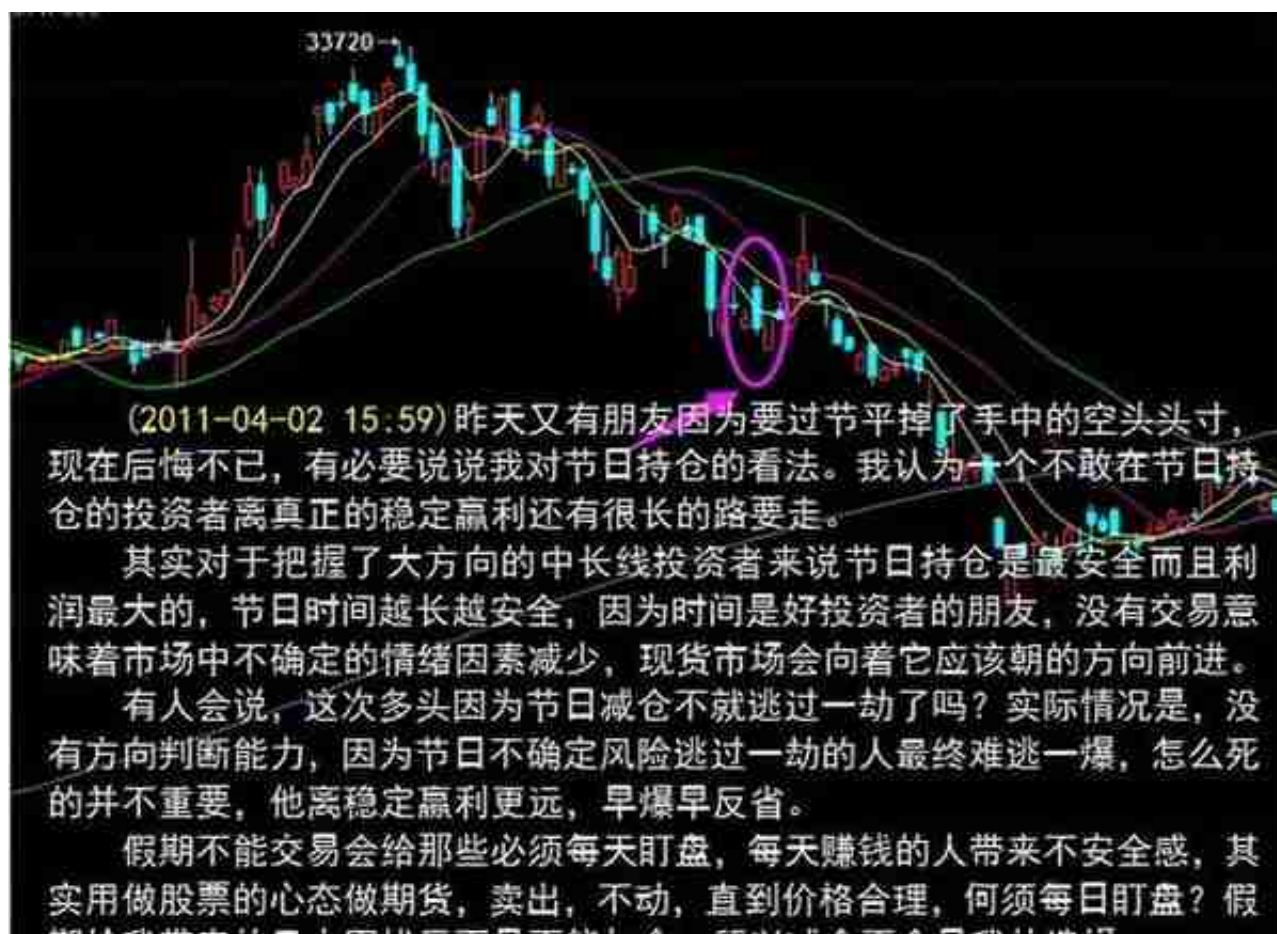 33720→
(2011-04-02 15:59)昨天又有朋友因为要过节平掉了手中的空头头寸，
现在后悔不已，有必要说说我对节日持仓的看法。我认为一个不敢在节日持
仓的投资者离真正的稳定赢利还有很长的路要走。
其实对于把握了大方向的中长线投资者来说节日持仓是最安全而且利
润最大的，节日时间越长越安全，因为时间是好投资者的朋友，没有交易意
味着市场中不确定的情绪因素减少，现货市场会向着它应该朝的方向前进。
有人会说，这次多头因为节日减仓不就逃过一劫了吗？实际情况是，没
有方向判断能力，因为节日不确定风险逃过一劫的人最终难逃一爆，怎么死
的并不重要，他离稳定赢利更远，早爆早反省。
假期不能交易会给那些必须每天盯盘，每天赚钱的人带来不安全感，其
实用做股票的心态做期货，卖出，不动，直到价格合理，何须每日盯盘？假